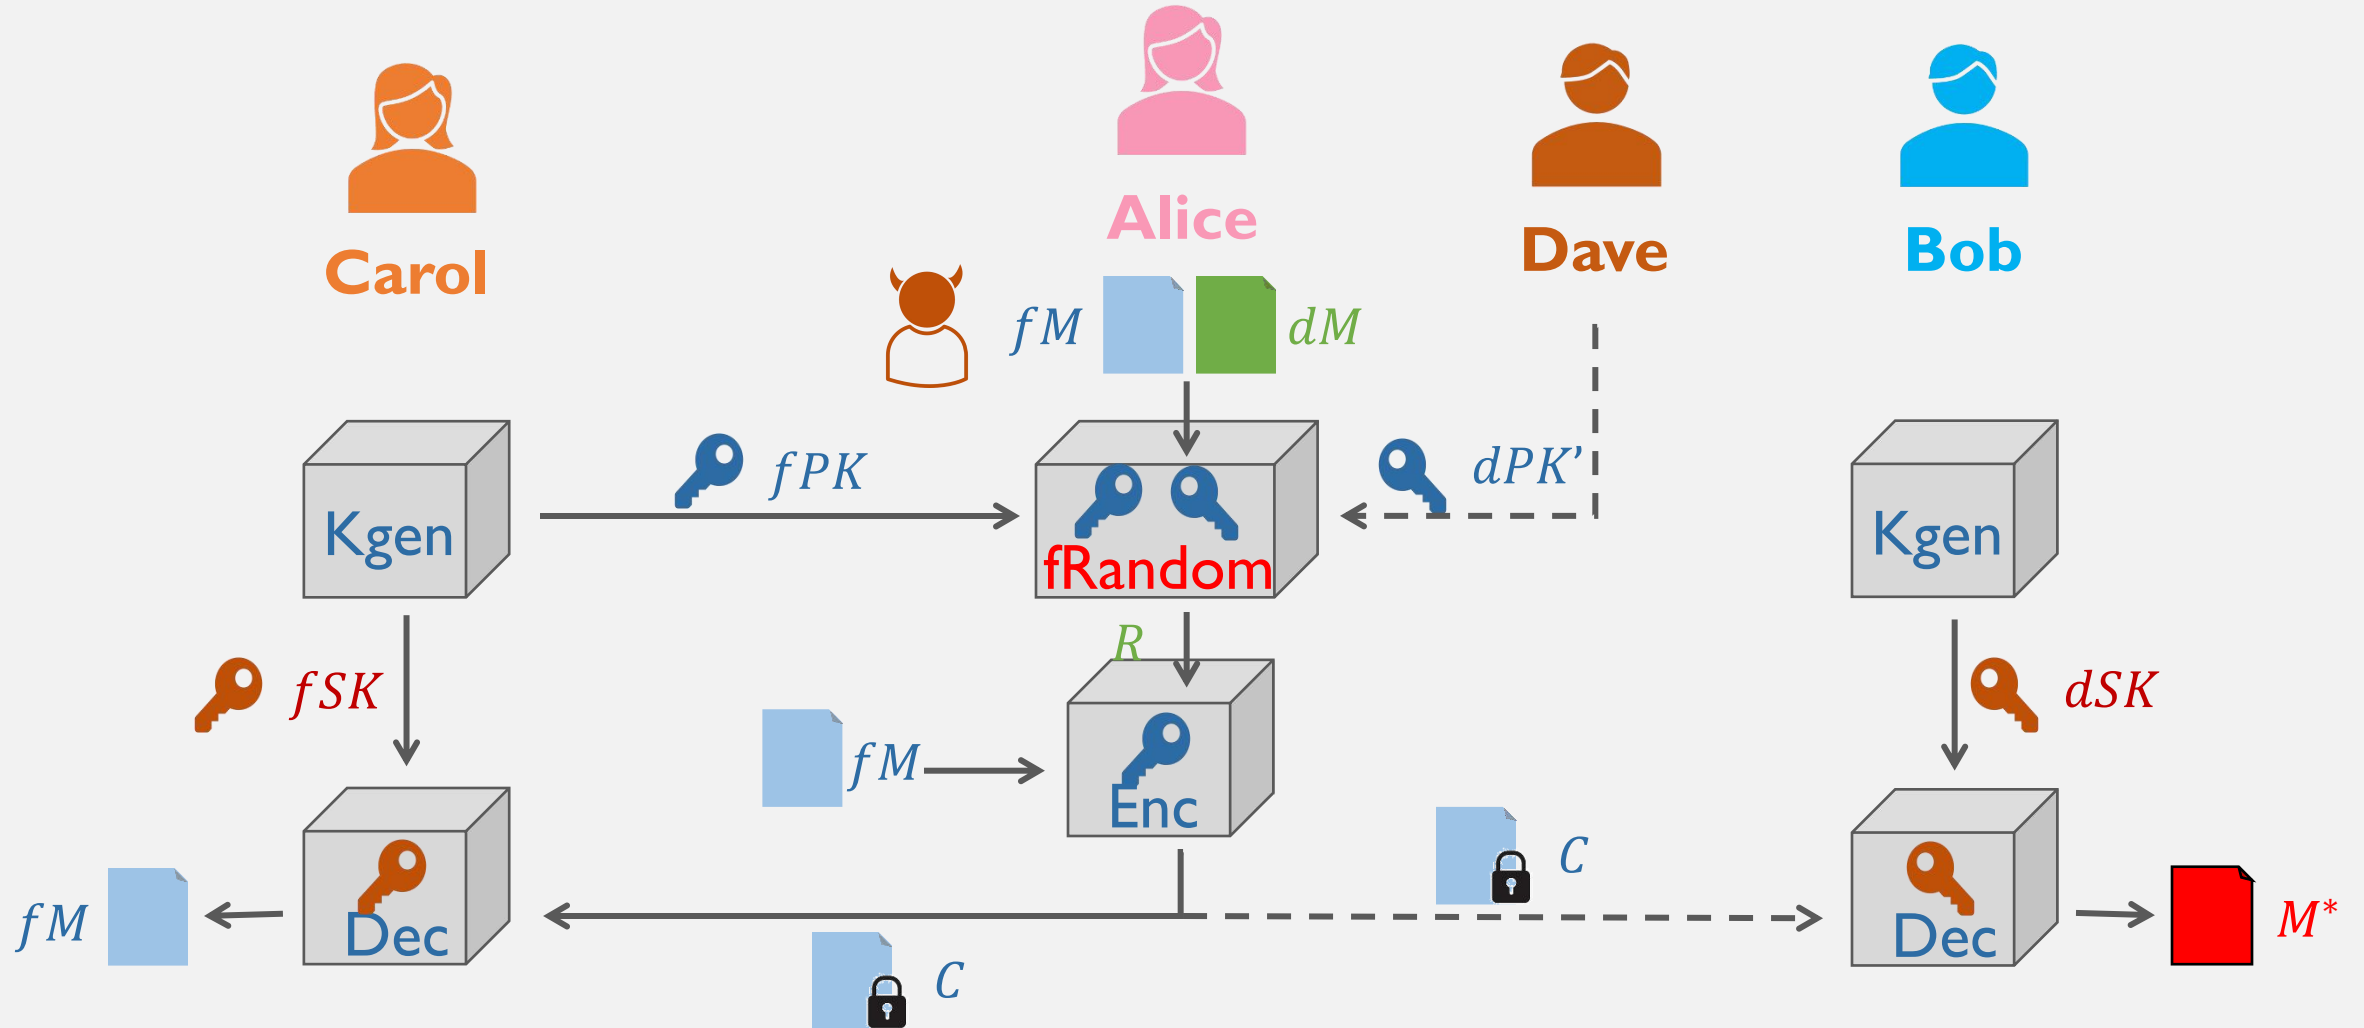 Carol
Alice
Dave
Bob
fM
dM
fPK
dPK’
Kgen
fRandom
Kgen
R
fSK
dSK
fM
Enc
C
fM
Dec
C
Dec
M*